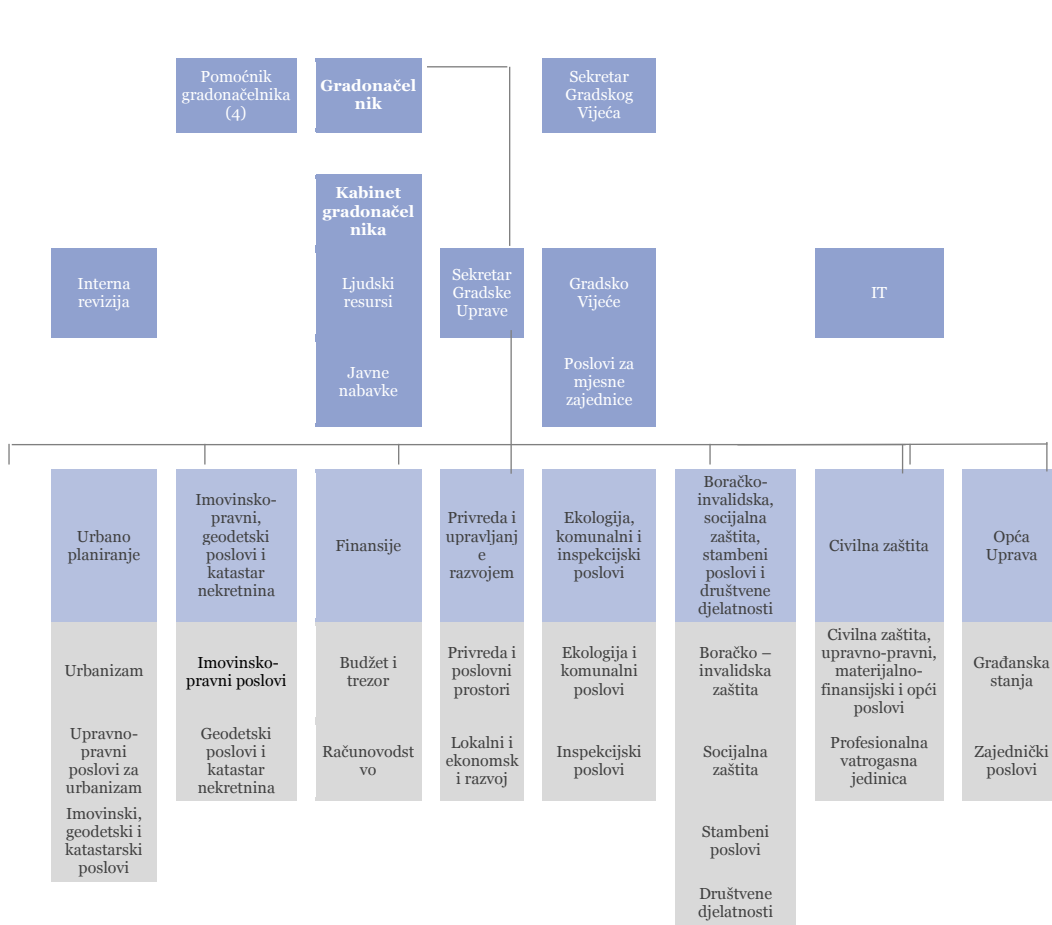 Pomoćnik
gradonačelnika
(4)
Gradonačel
nik
Sekretar
Gradskog
Vijeća
Kabinet
gradonačel
nika
Interna
revizija
Ljudski
resursi
Sekretar
Gradske
Uprave
Gradsko
Vijeće
IT
Javne
nabavke
Poslovi za
mjesne
zajednice
Urbano
planiranje
Imovinsko-
pravni,
geodetski
poslovi i
katastar
nekretnina
Finansije
Privreda i
upravljanj
e
razvojem
Ekologija,
komunalni i
inspekcijski
poslovi
Boračko-
invalidska,
socijalna
zaštita,
stambeni
poslovi i
društvene
djelatnosti
Civilna zaštita
Opća
Uprava
Urbanizam
Imovinsko-
pravni poslovi
Budžet i
trezor
Privreda i
poslovni
prostori
Ekologija i
komunalni
poslovi
Boračko –
invalidska
zaštita
Civilna zaštita,
upravno-pravni,
materijalno-
finansijski i opći
poslovi
Građanska
stanja
Upravno-
pravni
poslovi za
urbanizam
Geodetski
poslovi i
katastar
nekretnina
Računovodst
vo
Lokalni i
ekonomsk
i razvoj
Inspekcijski
poslovi
Socijalna
zaštita
Profesionalna
vatrogasna
jedinica
Zajednički
poslovi
Imovinski,
geodetski i
katastarski
poslovi
Stambeni
poslovi
Društvene
djelatnosti